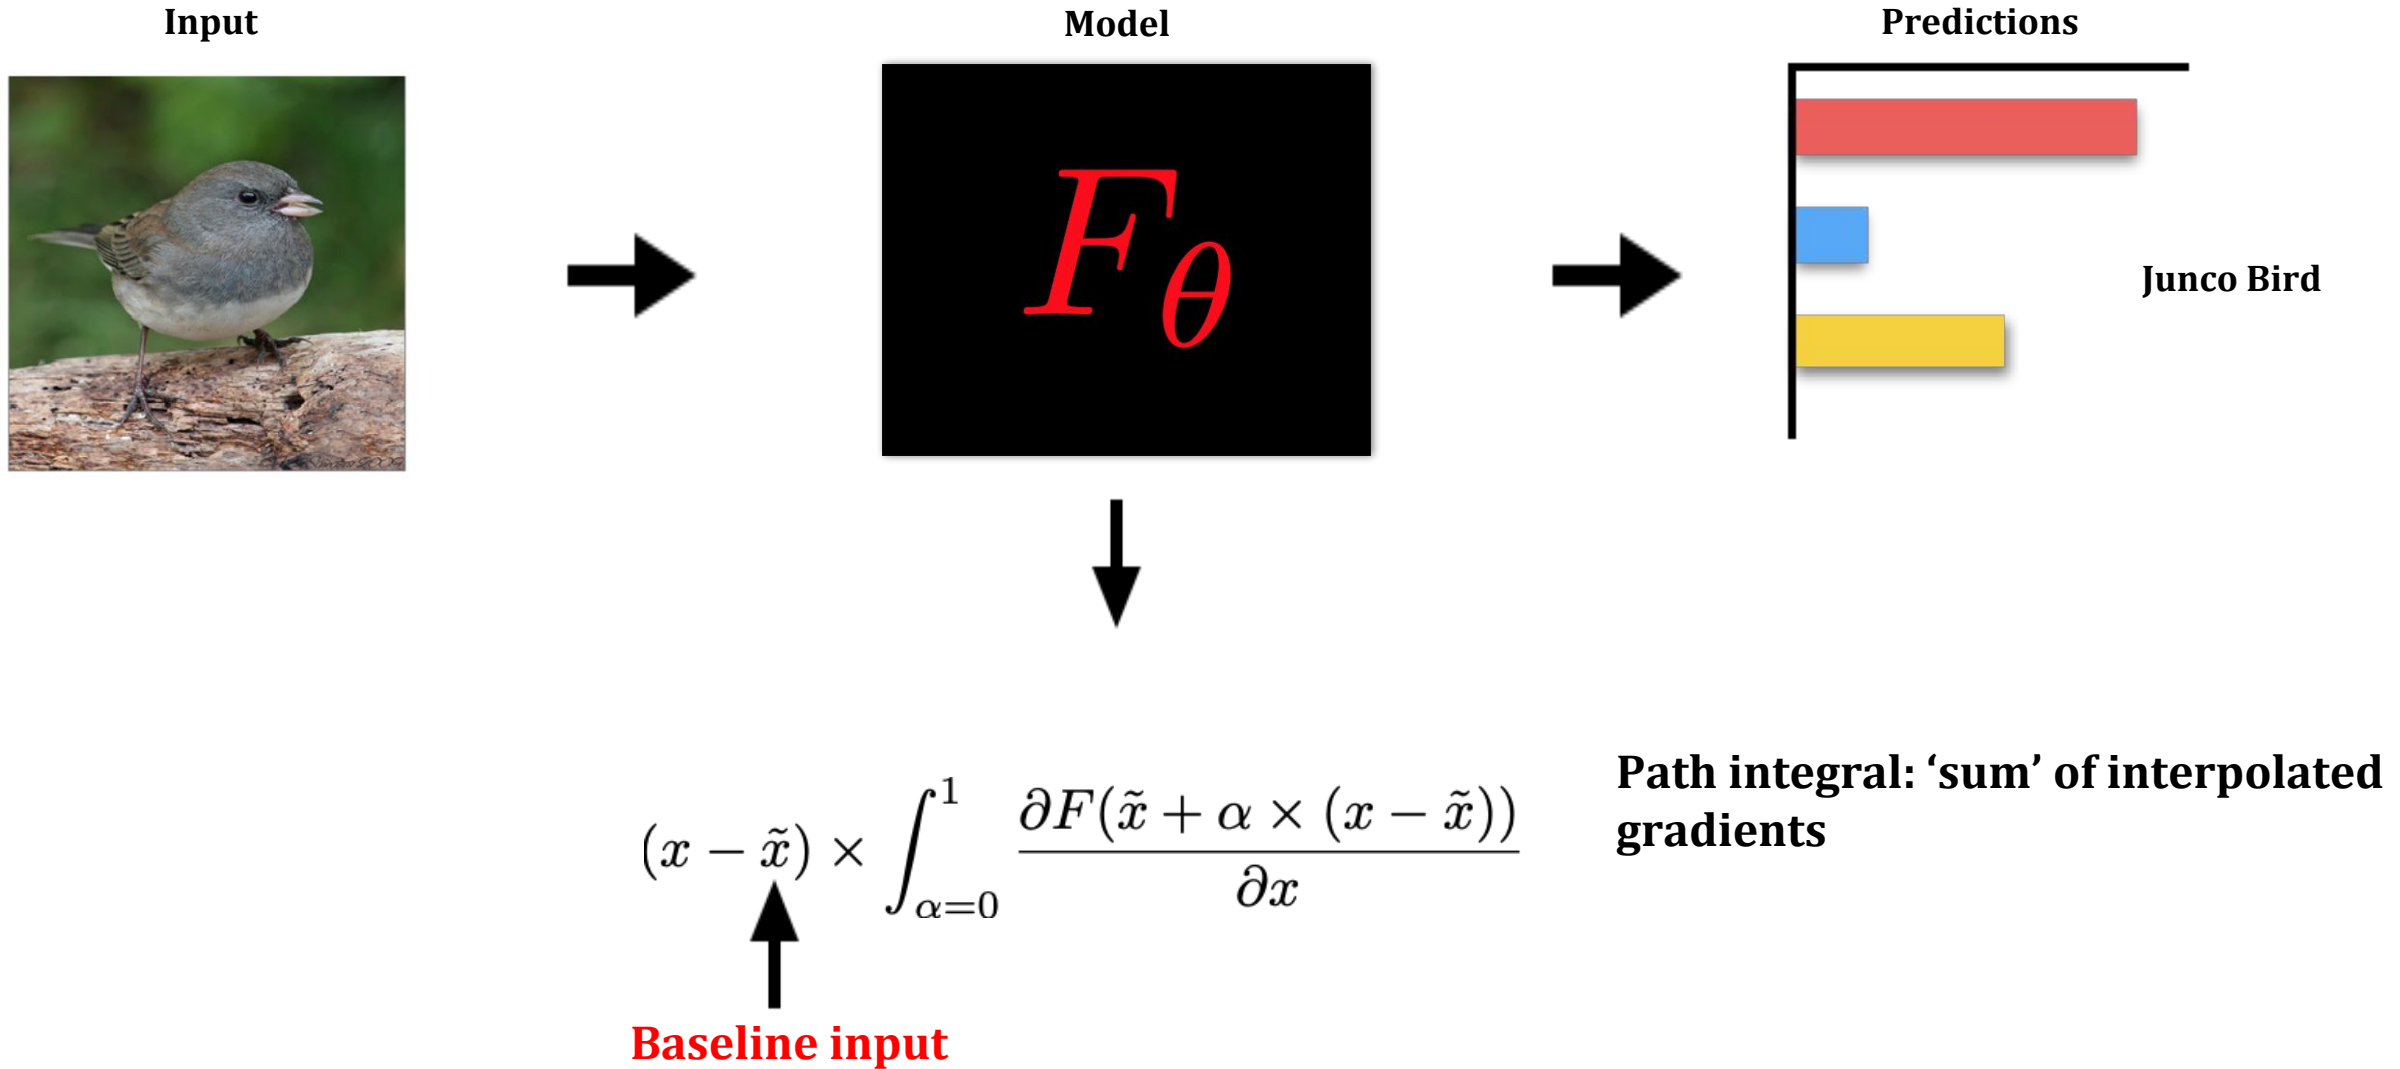 Input
Model
Predictions
F_θ
Junco Bird
(x − x̃) × ∫_{α=0}^{1} ∂F(x̃ + α × (x − x̃)) / ∂x
Path integral: ‘sum’ of interpolated
gradients
Baseline input